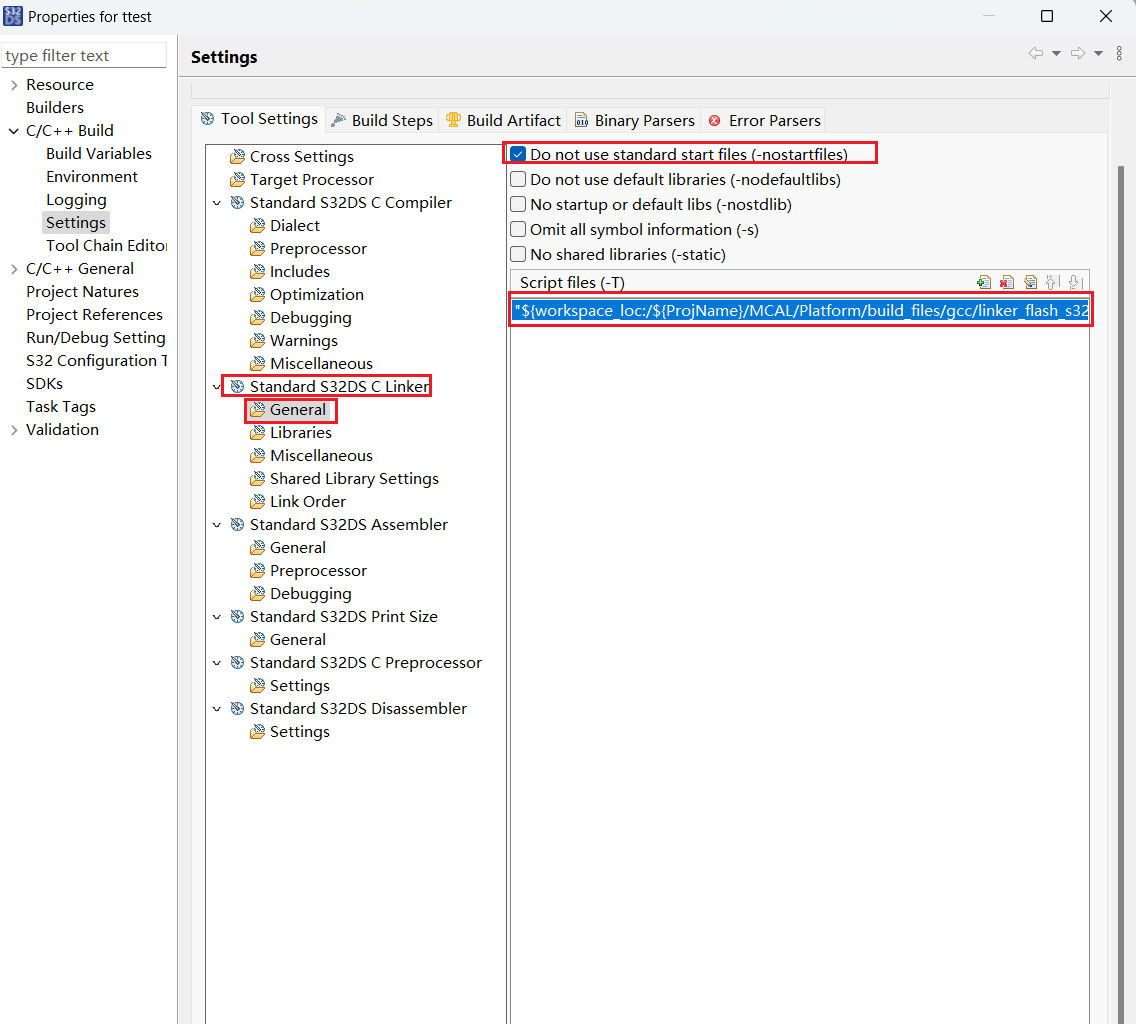 S32 DS
Properties for ttest
type filter text
Resource
Builders
C/C++ Build
Build Variables
Environment
Logging
Settings
Tool Chain Editor
C/C++ General
Project Natures
Project References
Run/Debug Setting
S32 Configuration T
SDKs
Task Tags
Validation
Settings
Tool Settings
Build Steps
Build Artifact
Binary Parsers
Error Parsers
Cross Settings
Target Processor
Standard S32DS C Compiler
Dialect
Preprocessor
Includes
Optimization
Debugging
Warnings
Miscellaneous
Standard S32DS C Linker
General
Libraries
Miscellaneous
Shared Library Settings
Link Order
Standard S32DS Assembler
General
Preprocessor
Debugging
Standard S32DS Print Size
General
Standard S32DS C Preprocessor
Settings
Standard S32DS Disassembler
Settings
Do not use standard start files (-nostartfiles)
Do not use default libraries (-nodefaultlibs)
No startup or default libs (-nostdlib)
Omit all symbol information (-s)
No shared libraries (-static)
Script files (-T)
"${workspace_loc:/${ProjName}/MCAL/Platform/build_files/gcc/linker_flash_s32